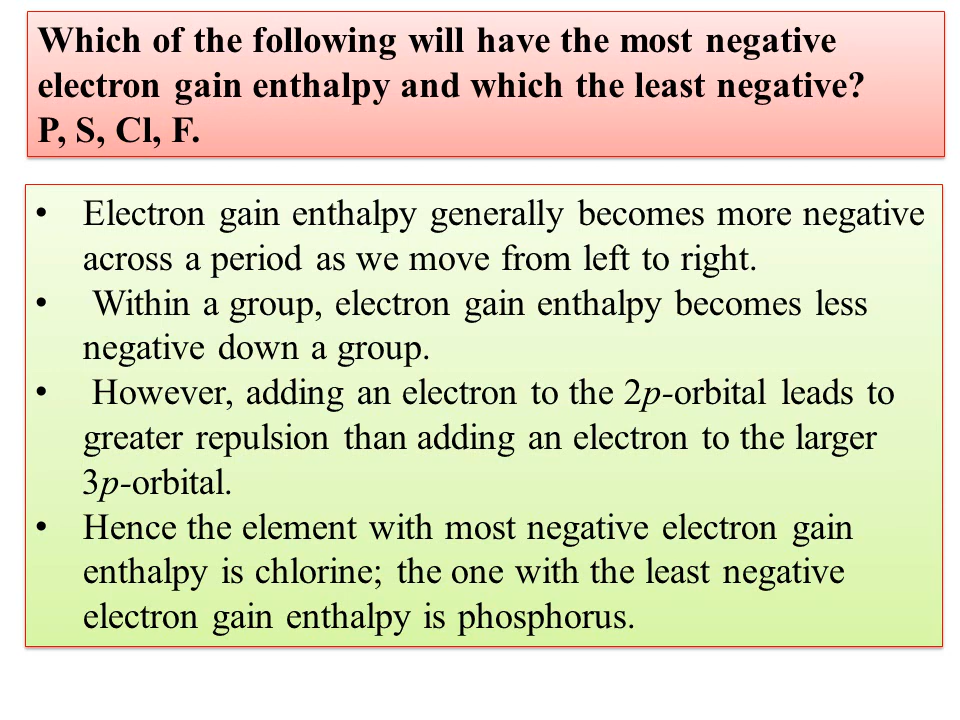 Which of the following will have the most negative
electron gain enthalpy and which the least negative?
P, S, Cl, F.
• Electron gain enthalpy generally becomes more negative
across a period as we move from left to right.
• Within a group, electron gain enthalpy becomes less
negative down a group.
• However, adding an electron to the 2p-orbital leads to
greater repulsion than adding an electron to the larger
3p-orbital.
• Hence the element with most negative electron gain
enthalpy is chlorine; the one with the least negative
electron gain enthalpy is phosphorus.